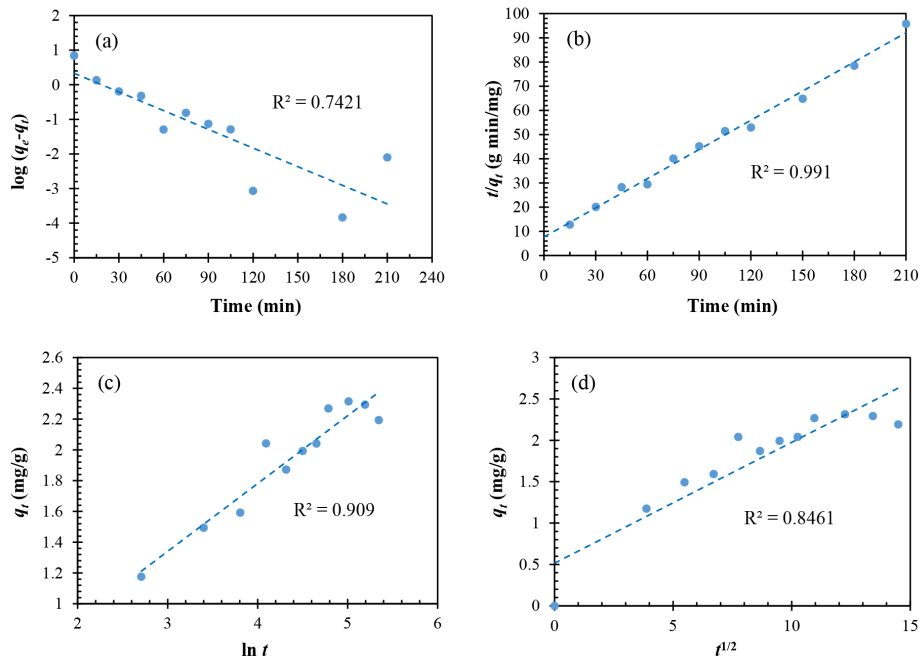 (a)
log (qₑ-qₜ)
2
1
0
-1
-2
-3
-4
-5
R² = 0.7421
0 30 60 90 120 150 180 210 240
Time (min)
(b)
t/qₜ (g min/mg)
100
90
80
70
60
50
40
30
20
10
0
R² = 0.991
0 30 60 90 120 150 180 210
Time (min)
(c)
qₜ (mg/g)
2.6
2.4
2.2
2
1.8
1.6
1.4
1.2
1
R² = 0.909
2 3 4 5 6
ln t
(d)
qₜ (mg/g)
3
2.5
2
1.5
1
0.5
0
R² = 0.8461
0 5 10 15
t¹/²